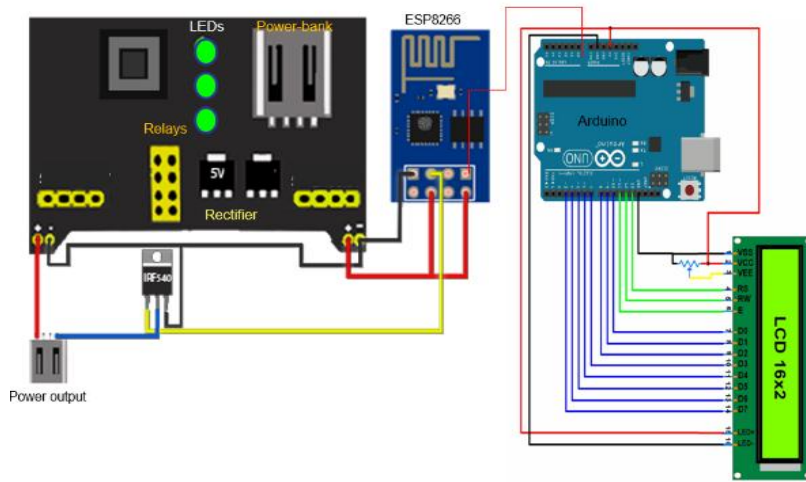 LEDs
Power-bank
ESP8266
Relays
5V
Rectifier
IRF540
Power output
Arduino
UNO
LCD 16x2
VSS
VCC
VEE
RS
RW
E
D0
D1
D2
D3
D4
D5
D6
D7
LED+
LED-